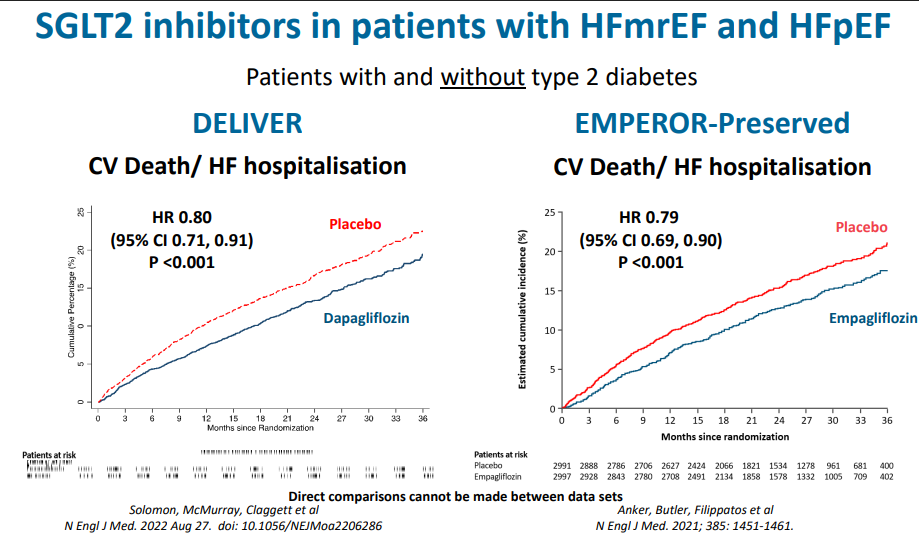 SGLT2 inhibitors in patients with HFmrEF and HFpEF
Patients with and without type 2 diabetes
DELIVER
CV Death/ HF hospitalisation
HR 0.80
(95% CI 0.71, 0.91)
P <0.001
Placebo
Dapagliflozin
Cumulative Percentage (%)
25
20
15
0
5
0
0 3 6 9 12 15 18 21 24 27 30 33 36
Months since Randomization
Patients at risk
EMPEROR-Preserved
CV Death/ HF hospitalisation
HR 0.79
(95% CI 0.69, 0.90)
P <0.001
Placebo
Empagliflozin
Estimated cumulative incidence (%)
25
20
15
10
5
0
0 3 6 9 12 15 18 21 24 27 30 33 36
Months since randomization
Patients at risk
Placebo 2991 2888 2786 2706 2627 2424 2066 1821 1534 1278 961 681 400
Empagliflozin 2997 2928 2843 2780 2708 2491 2134 1858 1578 1332 1005 709 402
Direct comparisons cannot be made between data sets
Solomon, McMurray, Claggett et al
N Engl J Med. 2022 Aug 27. doi: 10.1056/NEJMoa2206286
Anker, Butler, Filippatos et al
N Engl J Med. 2021; 385: 1451-1461.